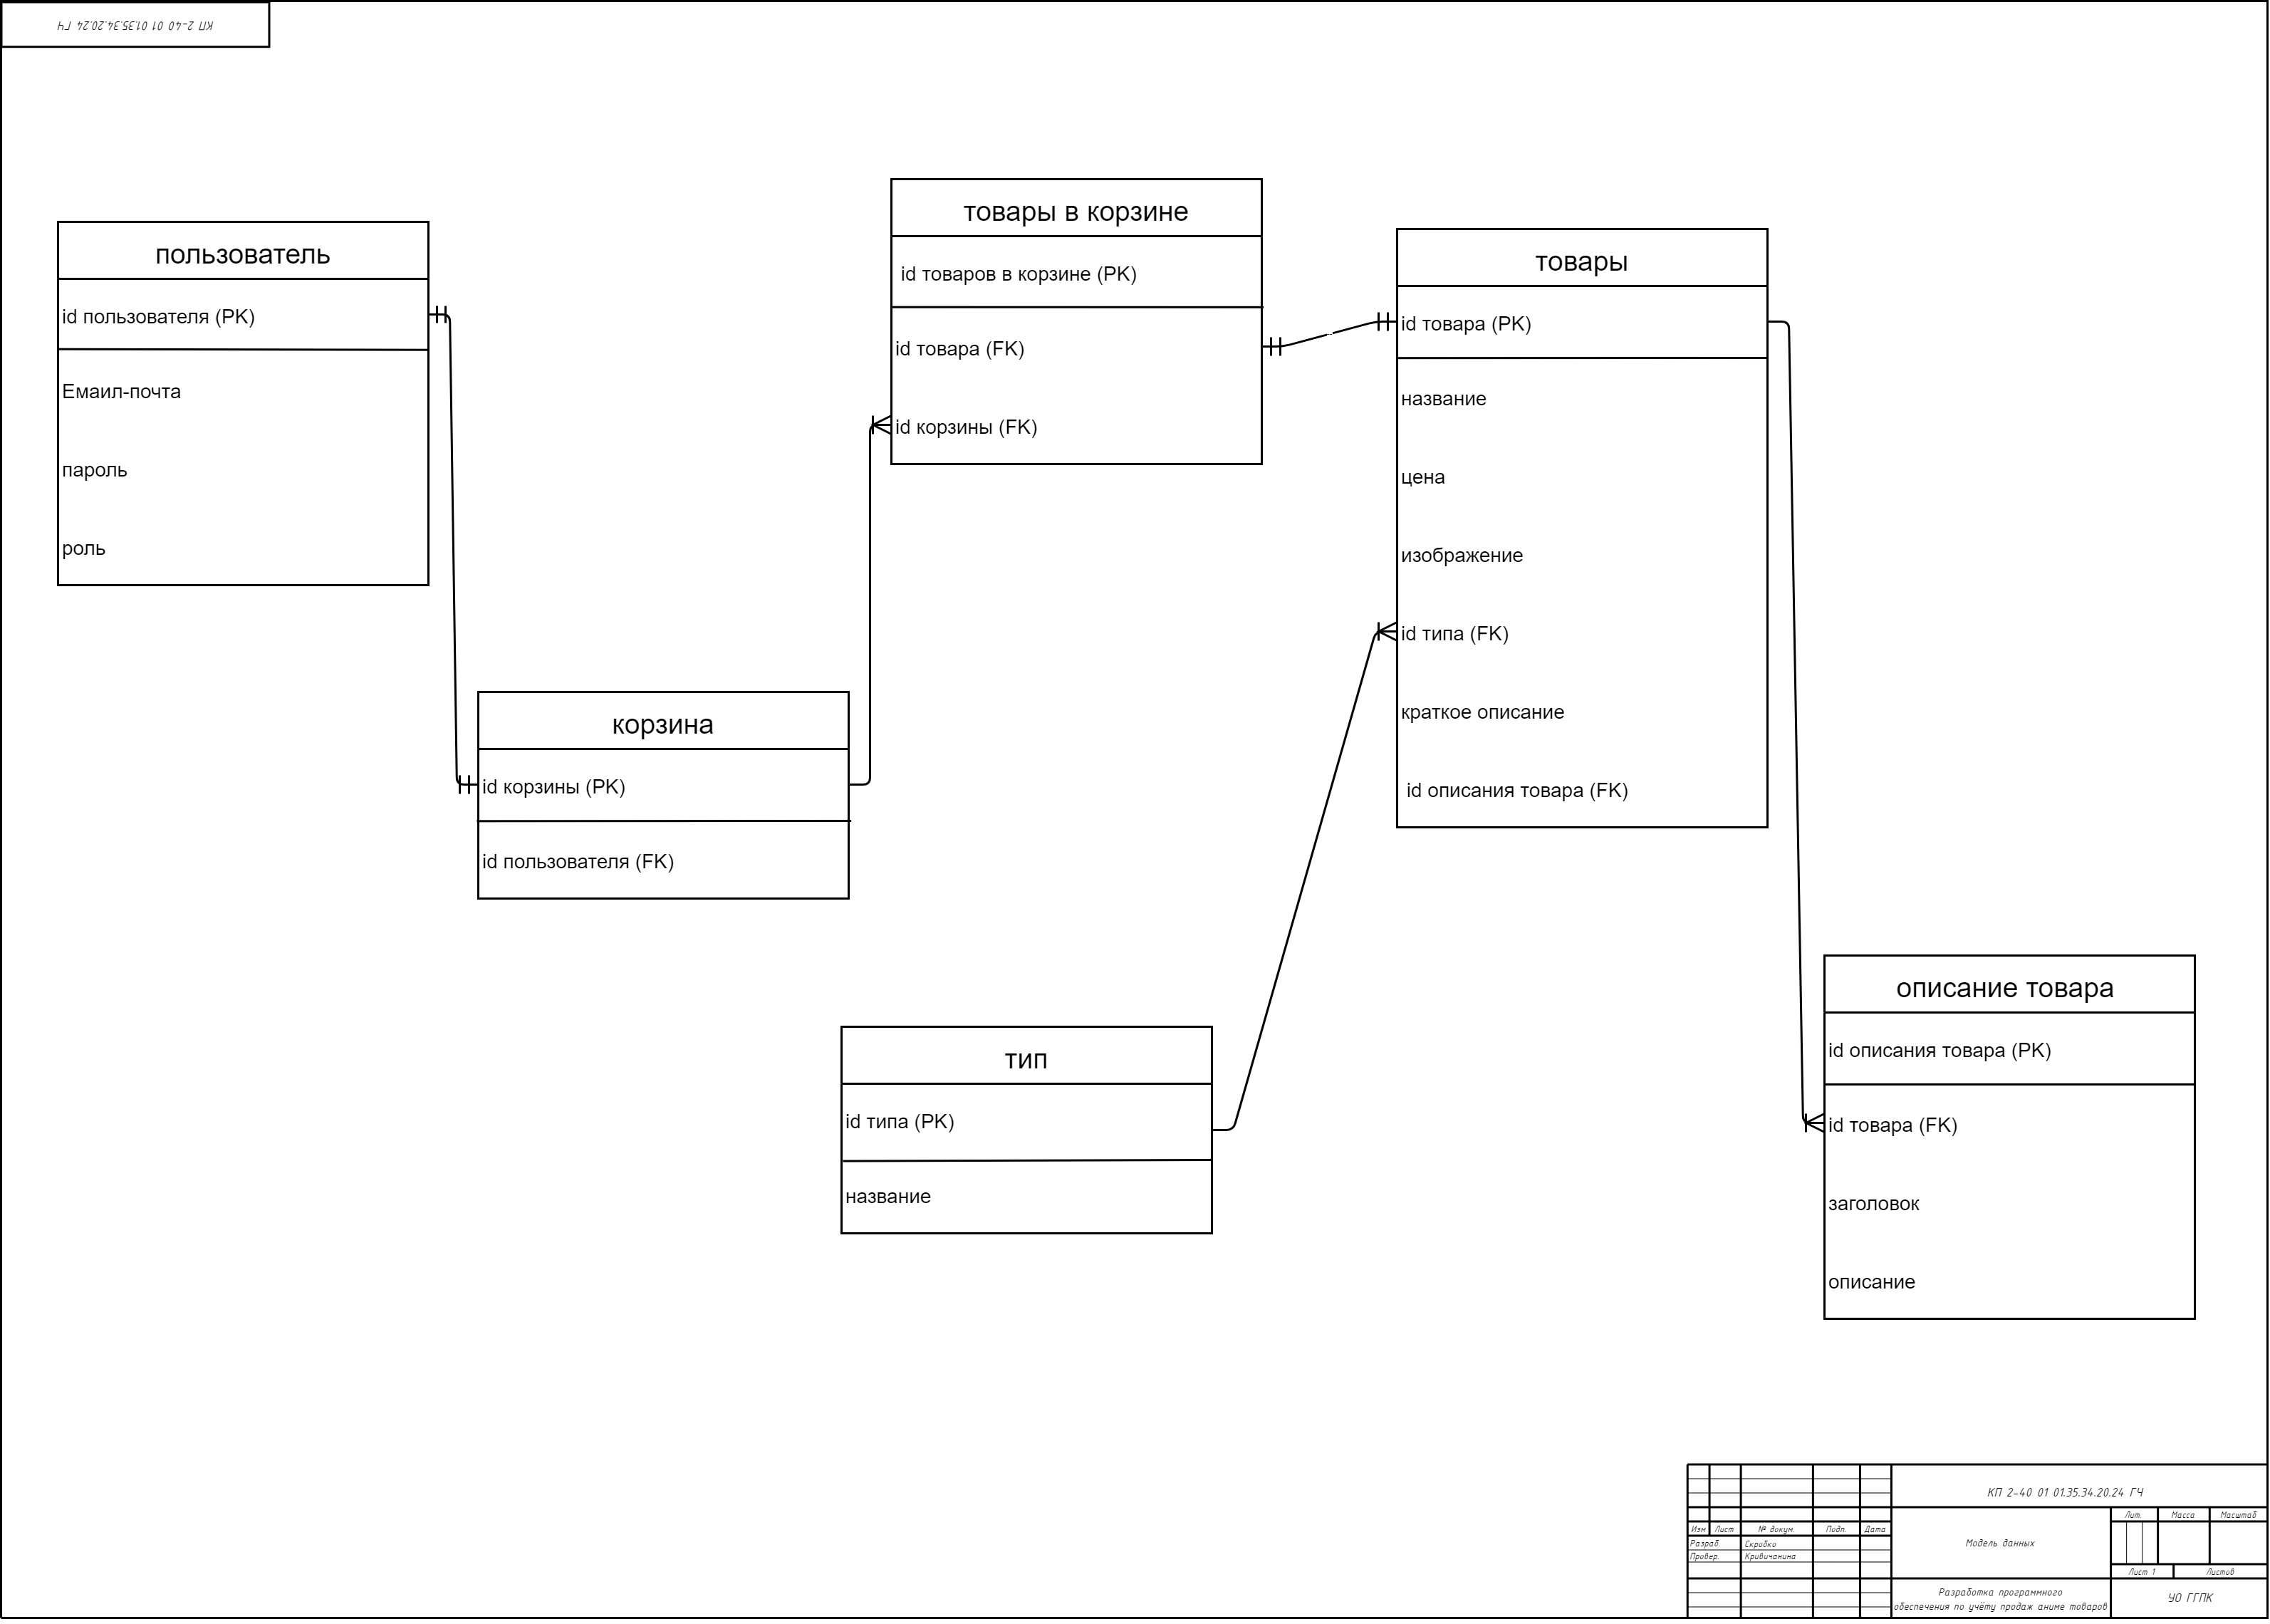 КП 2-40 01 01.35.34.20.24 ГЧ
пользователь
id пользователя (PK)
Емаил-почта
пароль
роль
товары в корзине
id товаров в корзине (PK)
id товара (FK)
id корзины (FK)
товары
id товара (PK)
название
цена
изображение
id типа (FK)
краткое описание
id описания товара (FK)
корзина
id корзины (PK)
id пользователя (FK)
тип
id типа (PK)
название
описание товара
id описания товара (PK)
id товара (FK)
заголовок
описание
КП 2-40 01 01.35.34.20.24 ГЧ
Изм Лист № докум. Подп. Дата
Разраб. Скробко
Провер. Кривичанина
Модель данных
Лит. Масса Масштаб
Лист 1 Листов
Разработка программного
обеспечения по учёту продаж аниме товаров
УО ГГПК